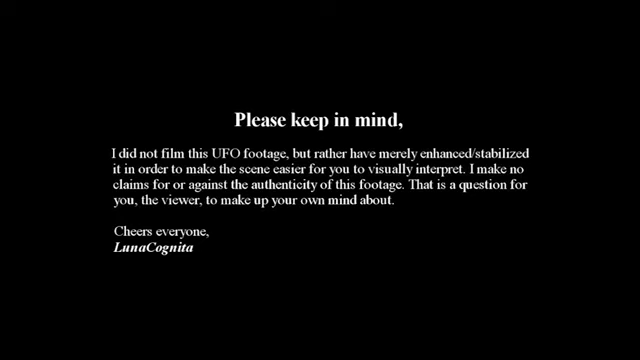 Please keep in mind,
I did not film this UFO footage, but rather have merely enhanced/stabilized
it in order to make the scene easier for you to visually interpret. I make no
claims for or against the authenticity of this footage. That is a question for
you, the viewer, to make up your own mind about.
Cheers everyone,
LunaCognita